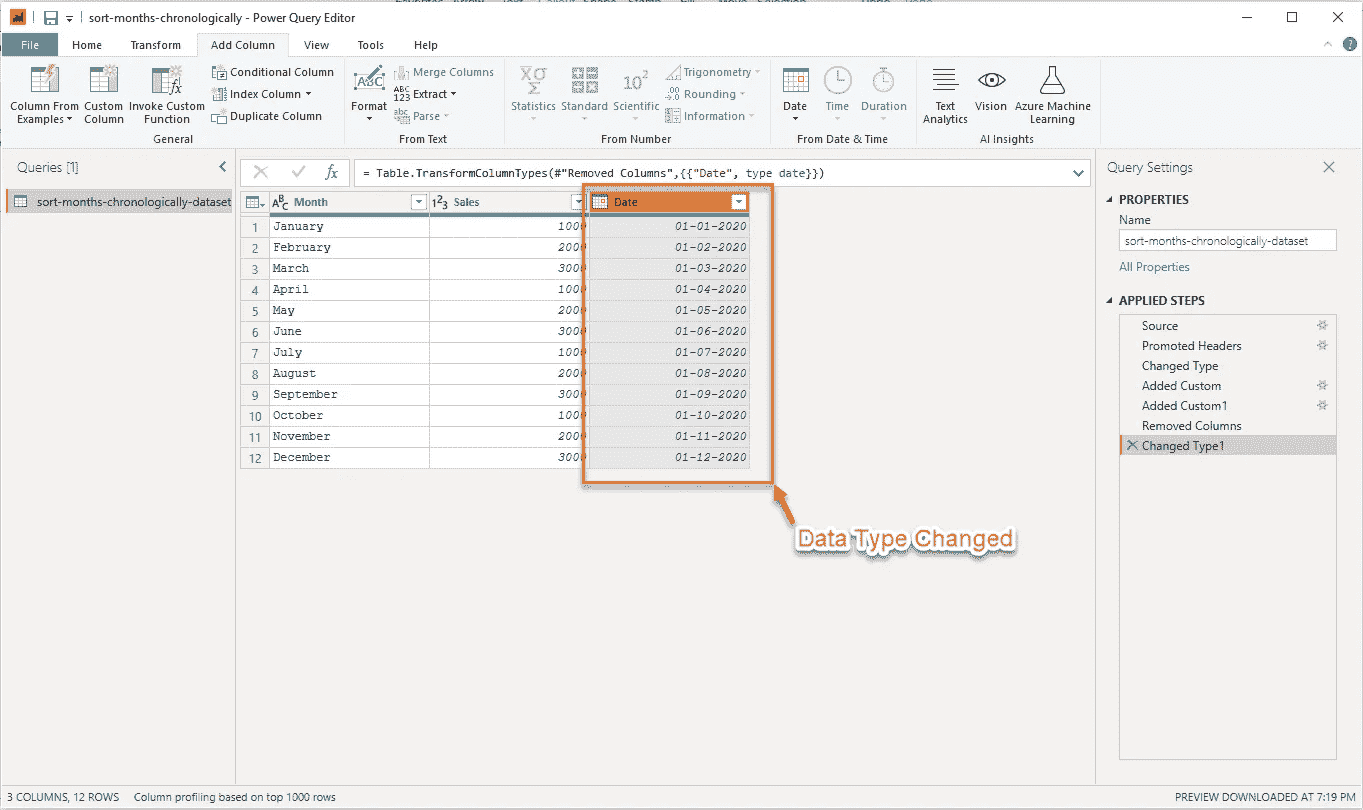 sort-months-chronologically - Power Query Editor
File Home Transform Add Column View Tools Help
Column From Examples
Custom Column
Invoke Custom Function
Conditional Column
Index Column
Duplicate Column
General
Format
Merge Columns
Extract
Parse
From Text
Statistics
Standard
Scientific
Trigonometry
Rounding
Information
From Number
Date
Time
Duration
From Date & Time
Text Analytics
Vision
Azure Machine Learning
AI Insights
Queries [1]
sort-months-chronologically-dataset
= Table.TransformColumnTypes(#"Removed Columns",{{"Date", type date}})
Month Sales Date
1 January 1000 01-01-2020
2 February 2000 01-02-2020
3 March 3000 01-03-2020
4 April 1000 01-04-2020
5 May 2000 01-05-2020
6 June 3000 01-06-2020
7 July 1000 01-07-2020
8 August 2000 01-08-2020
9 September 3000 01-09-2020
10 October 1000 01-10-2020
11 November 2000 01-11-2020
12 December 3000 01-12-2020
Data Type Changed
Query Settings
PROPERTIES
Name
sort-months-chronologically-dataset
All Properties
APPLIED STEPS
Source
Promoted Headers
Changed Type
Added Custom
Added Custom1
Removed Columns
Changed Type1
3 COLUMNS, 12 ROWS Column profiling based on top 1000 rows
PREVIEW DOWNLOADED AT 7:19 PM